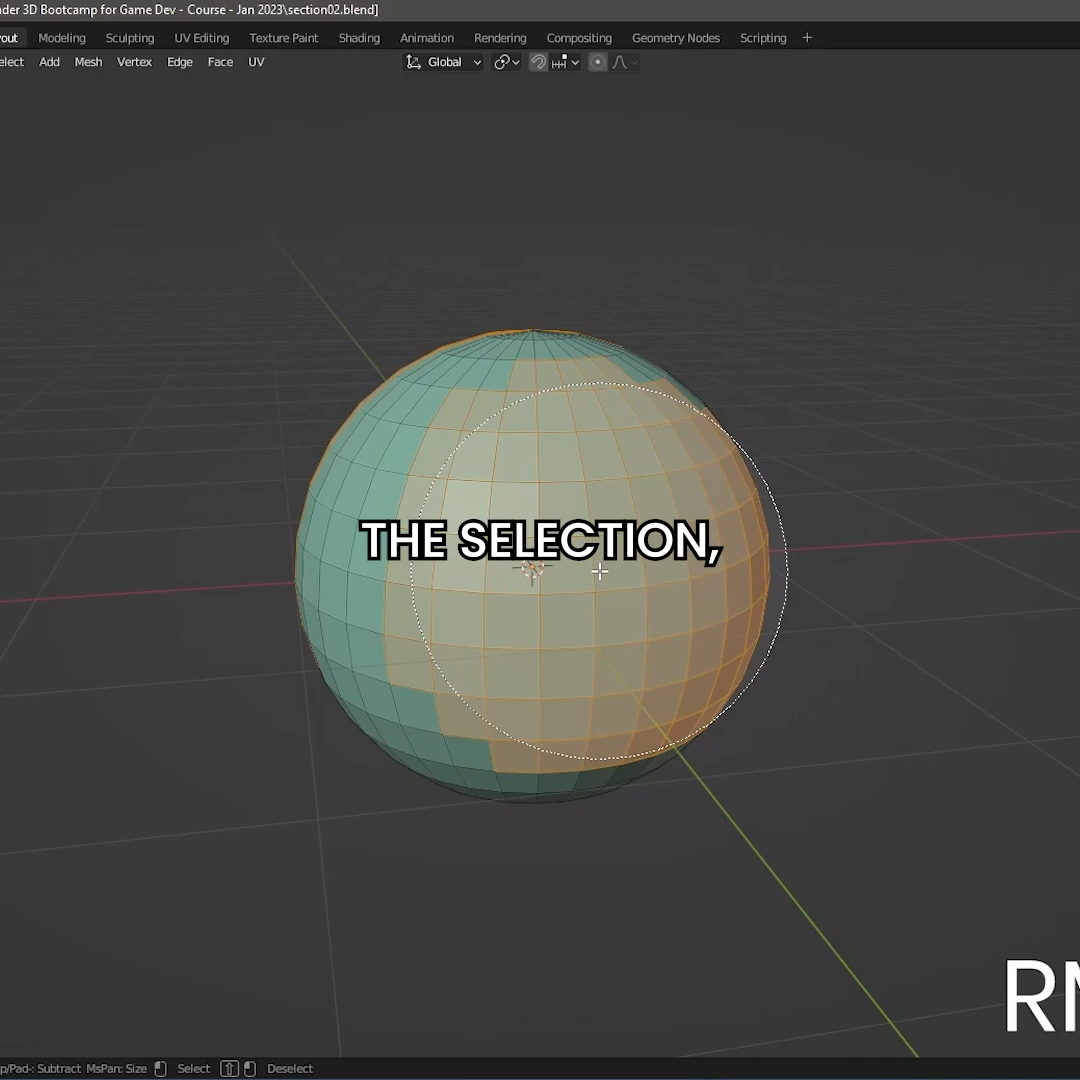 nder 3D Bootcamp for Game Dev - Course - Jan 2023\section02.blend]
out Modeling Sculpting UV Editing Texture Paint Shading Animation Rendering Compositing Geometry Nodes Scripting +
elect Add Mesh Vertex Edge Face UV Global
THE SELECTION,
RM
p/Pad-: Subtract MsPan: Size Select Deselect